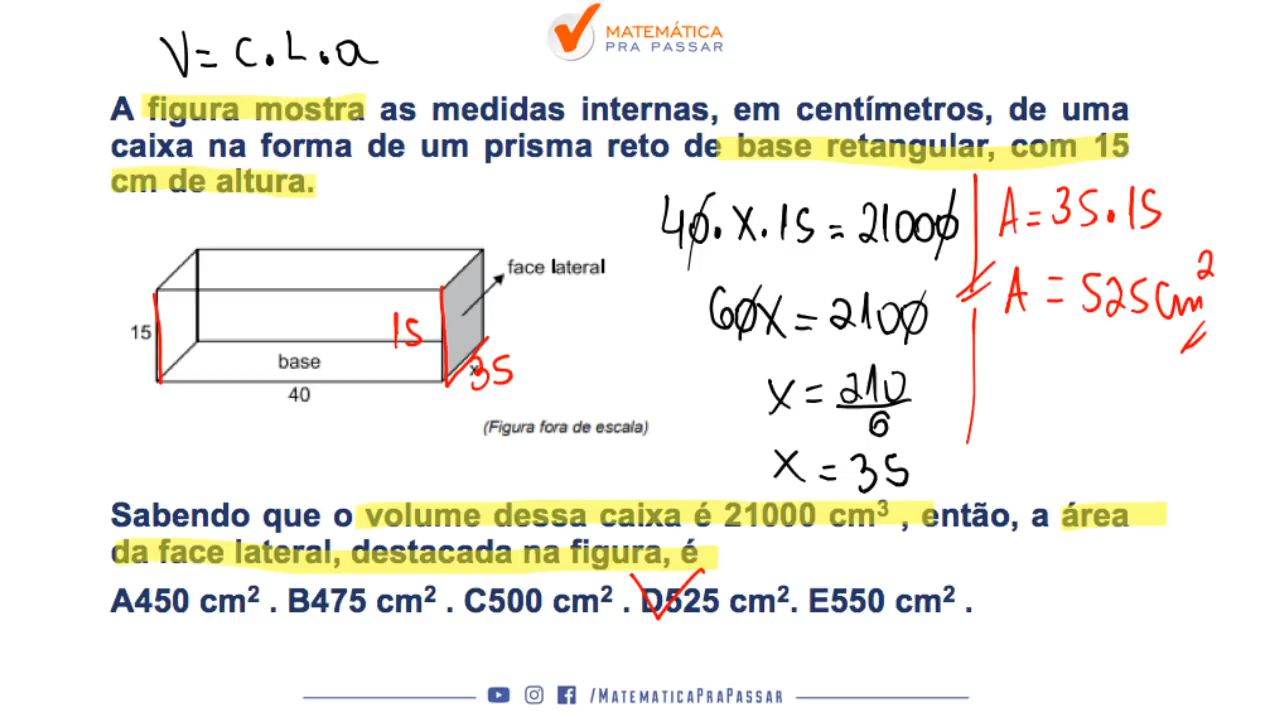 MATEMÁTICA
PRA PASSAR
V = C . L . a
A figura mostra as medidas internas, em centímetros, de uma
caixa na forma de um prisma reto de base retangular, com 15
cm de altura.
40 . x . 15 = 21000
60x = 2100
x = 210/6
x = 35
A = 35 . 15
A = 525 cm²
face lateral
15
15
base
x
35
40
(Figura fora de escala)
Sabendo que o volume dessa caixa é 21000 cm³ , então, a área
da face lateral, destacada na figura, é
A450 cm² . B475 cm² . C500 cm² . D525 cm². E550 cm² .
/MatematicaPraPassar